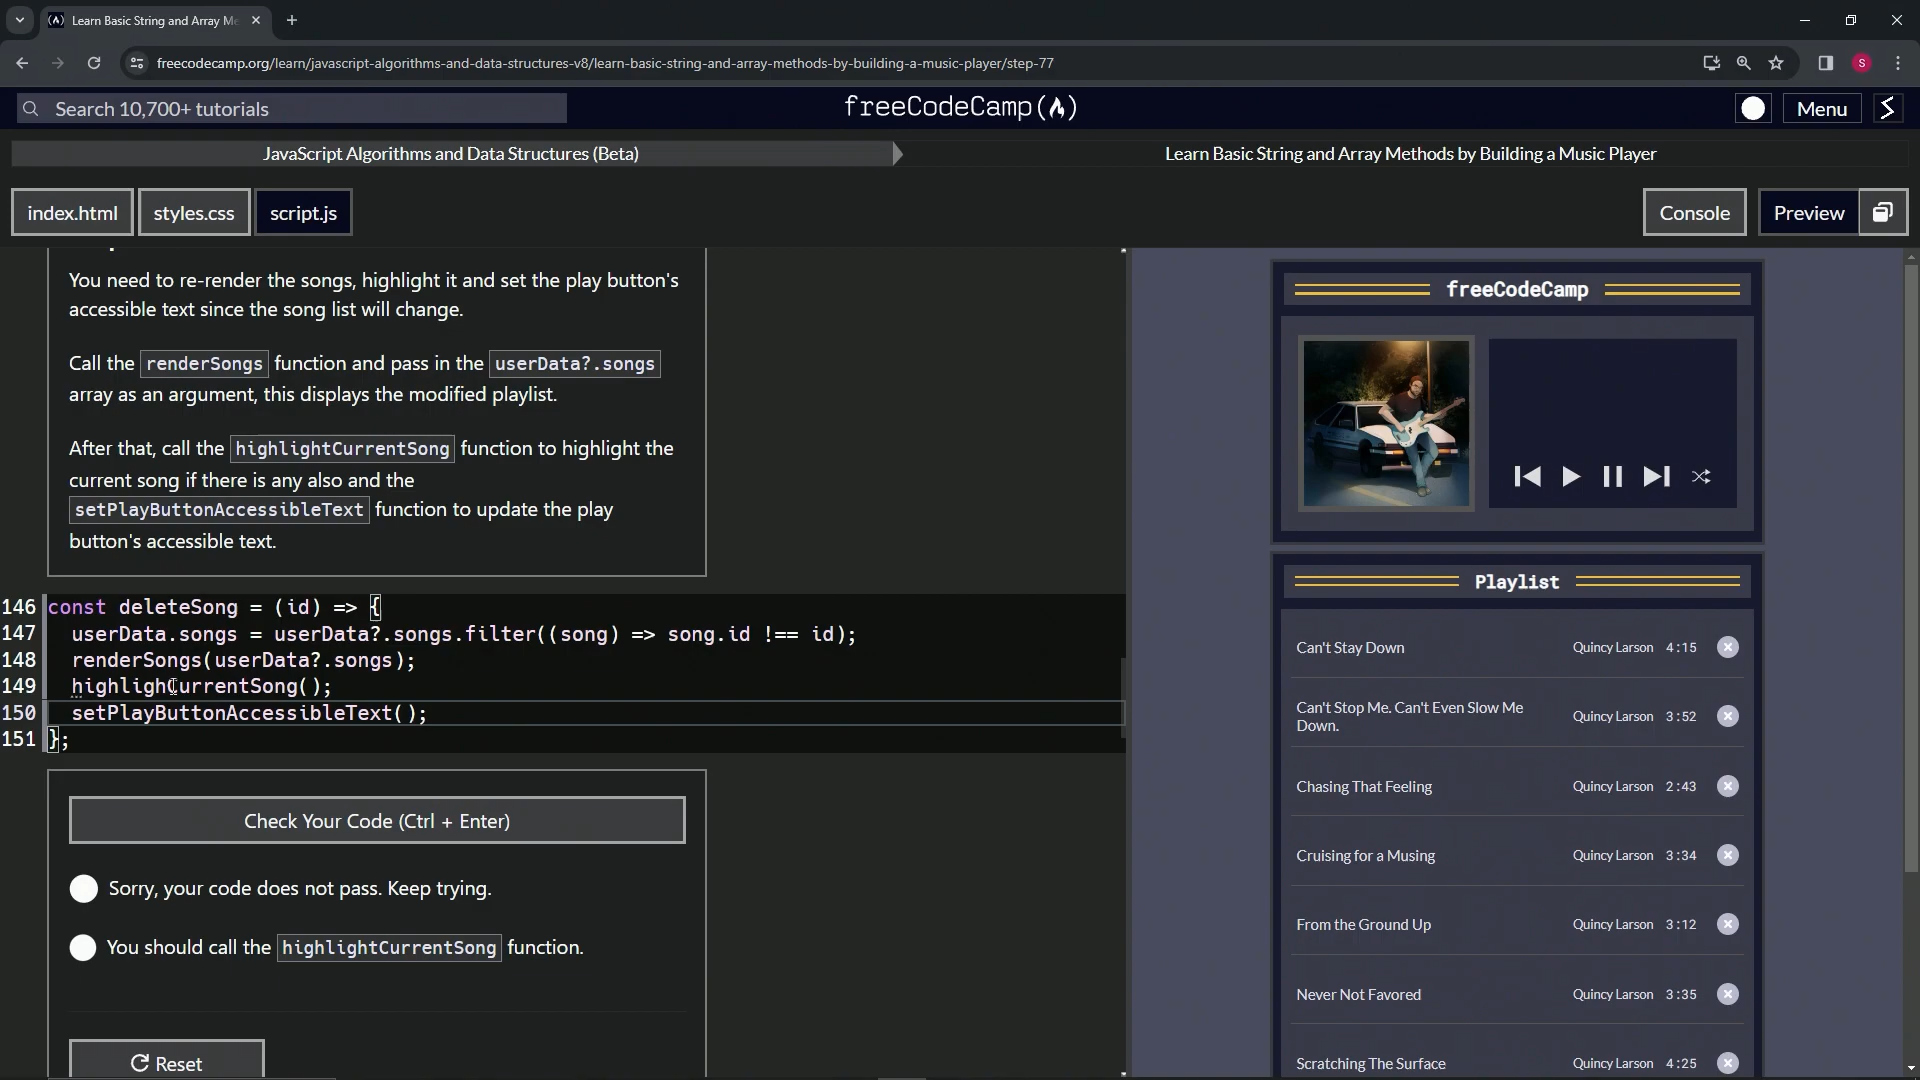 Learn Basic String and Array Me
freecodecamp.org/learn/javascript-algorithms-and-data-structures-v8/learn-basic-string-and-array-methods-by-building-a-music-player/step-77
S
Search 10,700+ tutorials
freeCodeCamp(🔥)
Menu
JavaScript Algorithms and Data Structures (Beta)
Learn Basic String and Array Methods by Building a Music Player
index.html
styles.css
script.js
Console
Preview
You need to re-render the songs, highlight it and set the play button's
accessible text since the song list will change.
Call the renderSongs function and pass in the userData?.songs
array as an argument, this displays the modified playlist.
After that, call the highlightCurrentSong function to highlight the
current song if there is any also and the
setPlayButtonAccessibleText function to update the play
button's accessible text.
146 const deleteSong = (id) => {
147 userData.songs = userData?.songs.filter((song) => song.id !== id);
148 renderSongs(userData?.songs);
149 highlighCurrentSong();
150 setPlayButtonAccessibleText();
151 };
Check Your Code (Ctrl + Enter)
Sorry, your code does not pass. Keep trying.
You should call the highlightCurrentSong function.
Reset
freeCodeCamp
Playlist
Can't Stay Down Quincy Larson 4:15
Can't Stop Me. Can't Even Slow Me
Down. Quincy Larson 3:52
Chasing That Feeling Quincy Larson 2:43
Cruising for a Musing Quincy Larson 3:34
From the Ground Up Quincy Larson 3:12
Never Not Favored Quincy Larson 3:35
Scratching The Surface Quincy Larson 4:25